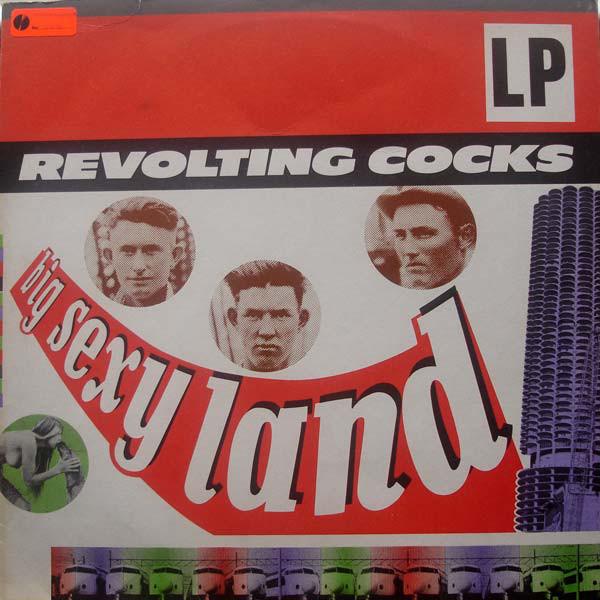 LP
REVOLTING COCKS
big sexy land